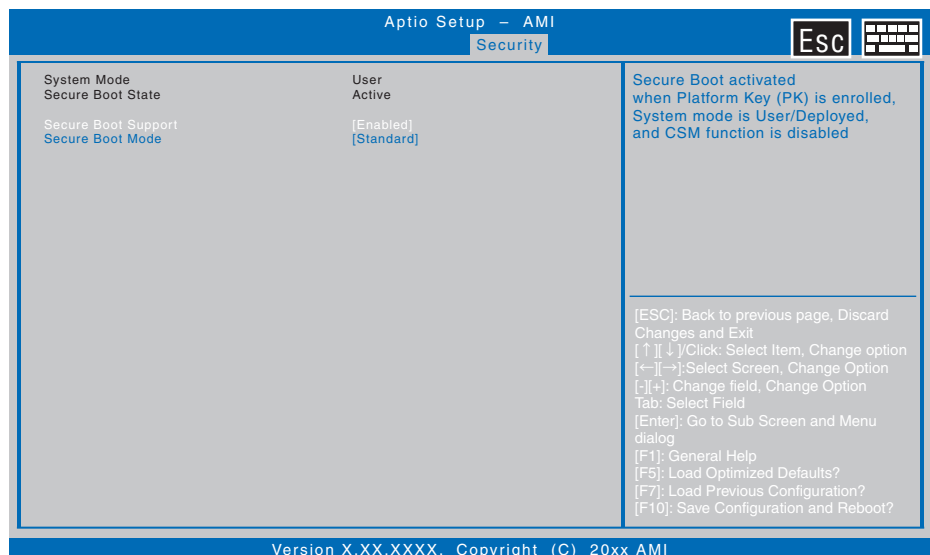 Aptio Setup – AMI
Security
Esc
System Mode User
Secure Boot State Active
Secure Boot Support [Enabled]
Secure Boot Mode [Standard]
Secure Boot activated
when Platform Key (PK) is enrolled,
System mode is User/Deployed,
and CSM function is disabled
[ESC]: Back to previous page, Discard
Changes and Exit
[↑][↓]/Click: Select Item, Change option
[←][→]:Select Screen, Change Option
[-][+]: Change field, Change Option
Tab: Select Field
[Enter]: Go to Sub Screen and Menu
dialog
[F1]: General Help
[F5]: Load Optimized Defaults?
[F7]: Load Previous Configuration?
[F10]: Save Configuration and Reboot?
Version X.XX.XXXX. Copyright (C) 20xx AMI